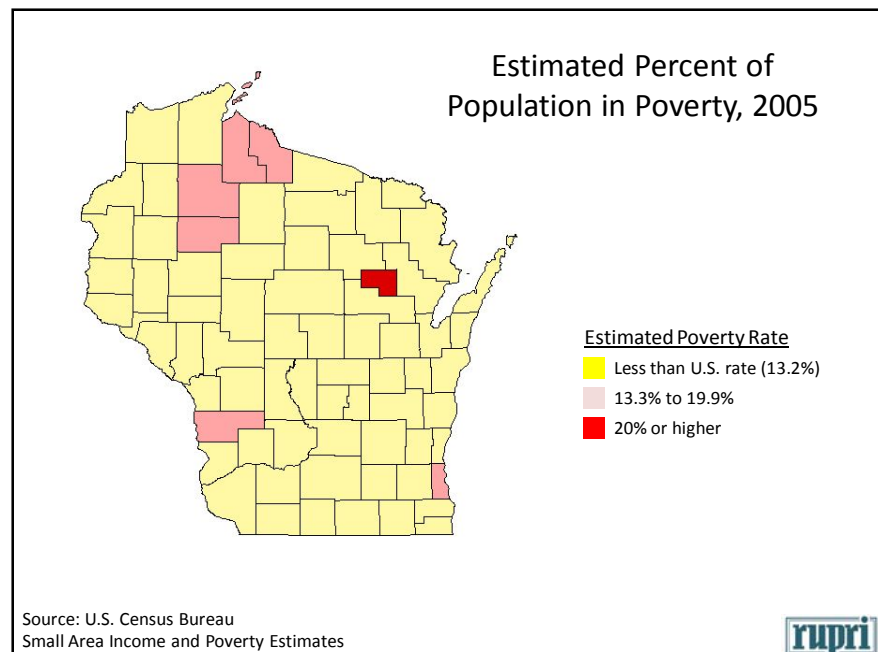 Estimated Percent of
Population in Poverty, 2005
Estimated Poverty Rate
Less than U.S. rate (13.2%)
13.3% to 19.9%
20% or higher
Source: U.S. Census Bureau
Small Area Income and Poverty Estimates
rupri